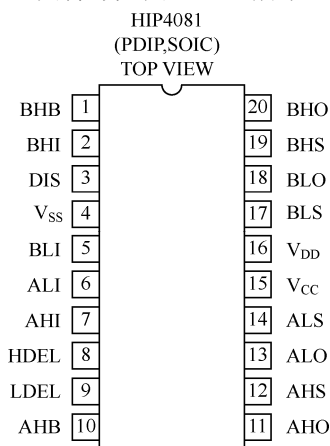 HIP4081
(PDIP,SOIC)
TOP VIEW
BHB 1 20 BHO
BHI 2 19 BHS
DIS 3 18 BLO
VSS 4 17 BLS
BLI 5 16 VDD
ALI 6 15 VCC
AHI 7 14 ALS
HDEL 8 13 ALO
LDEL 9 12 AHS
AHB 10 11 AHO